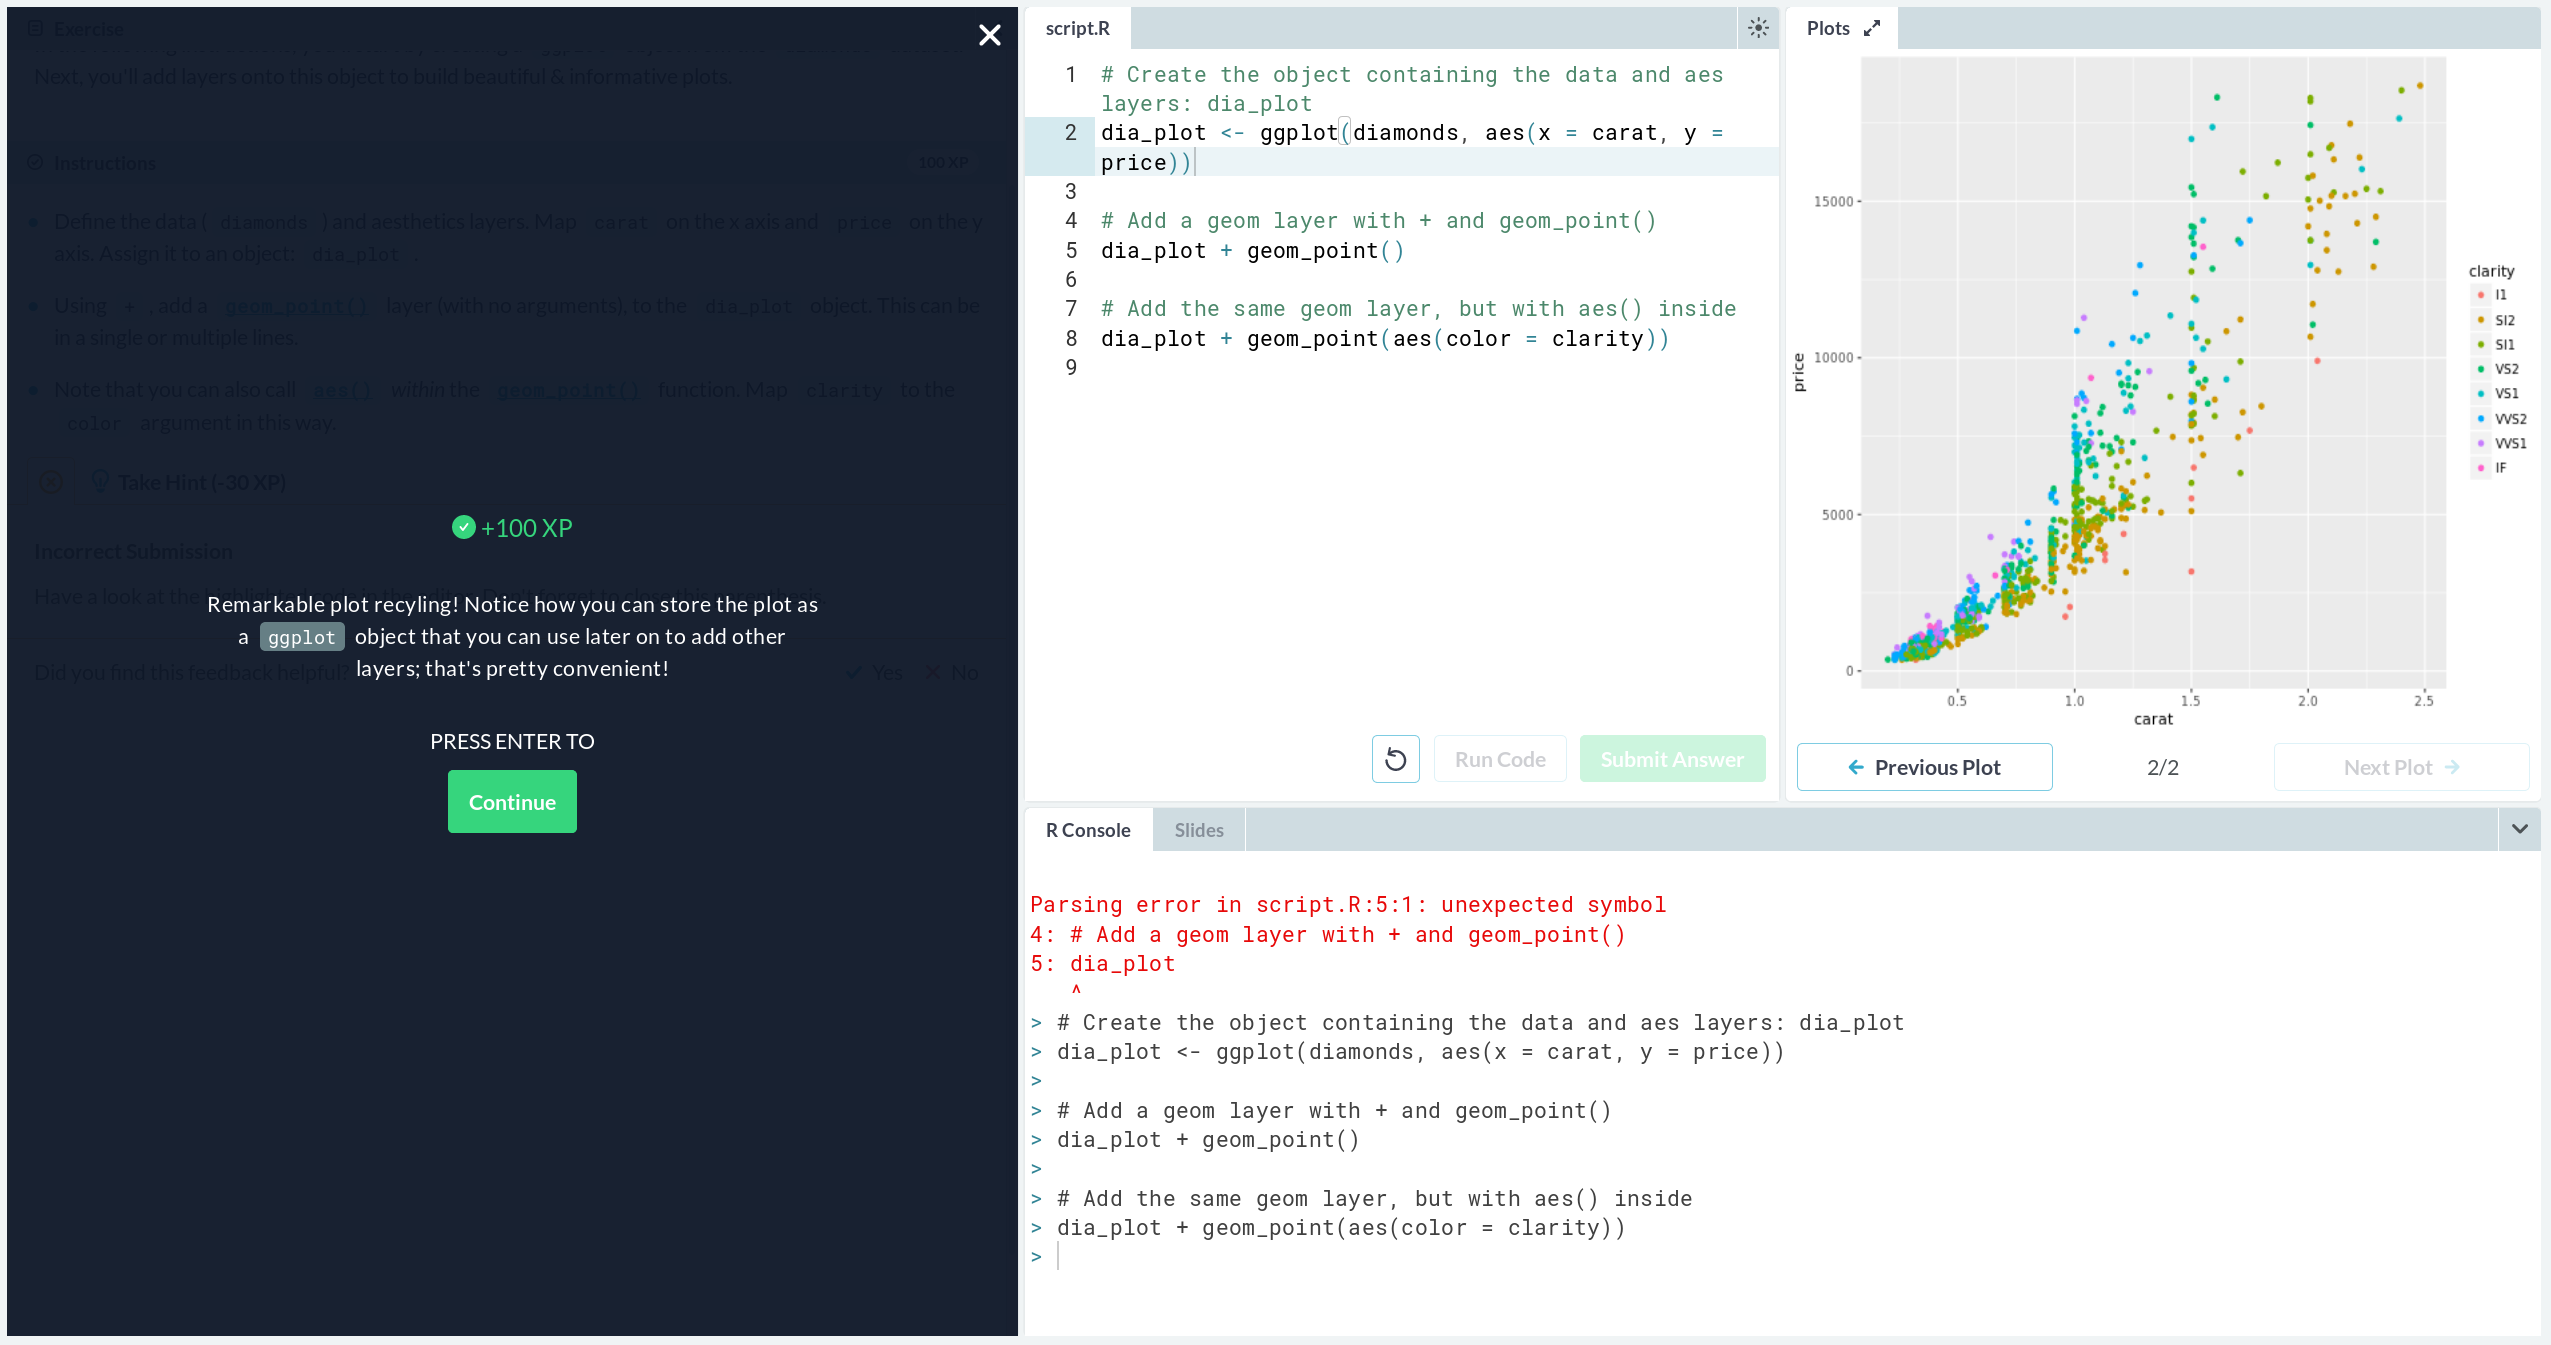 Exercise
Next, you'll add layers onto this object to build beautiful & informative plots.
Instructions
100 XP
Define the data ( diamonds ) and aesthetics layers. Map carat on the x axis and price on the y
axis. Assign it to an object: dia_plot .
Using + , add a geom_point() layer (with no arguments), to the dia_plot object. This can be
in a single or multiple lines.
Note that you can also call aes() within the geom_point() function. Map clarity to the
color argument in this way.
Take Hint (-30 XP)
+100 XP
Incorrect Submission
Have a look at the highlighted code in the editor. Don't forget to close this parenthesis.
Remarkable plot recyling! Notice how you can store the plot as
a ggplot object that you can use later on to add other
layers; that's pretty convenient!
Did you find this feedback helpful?
Yes
No
PRESS ENTER TO
Continue
script.R
1 # Create the object containing the data and aes
layers: dia_plot
2 dia_plot <- ggplot(diamonds, aes(x = carat, y =
price))
3
4 # Add a geom layer with + and geom_point()
5 dia_plot + geom_point()
6
7 # Add the same geom layer, but with aes() inside
8 dia_plot + geom_point(aes(color = clarity))
9
Run Code
Submit Answer
Plots
15000
10000
5000
0
price
0.5 1.0 1.5 2.0 2.5
carat
clarity
I1
SI2
SI1
VS2
VS1
VVS2
VVS1
IF
Previous Plot
2/2
Next Plot
R Console
Slides
Parsing error in script.R:5:1: unexpected symbol
4: # Add a geom layer with + and geom_point()
5: dia_plot
^
> # Create the object containing the data and aes layers: dia_plot
> dia_plot <- ggplot(diamonds, aes(x = carat, y = price))
>
> # Add a geom layer with + and geom_point()
> dia_plot + geom_point()
>
> # Add the same geom layer, but with aes() inside
> dia_plot + geom_point(aes(color = clarity))
>